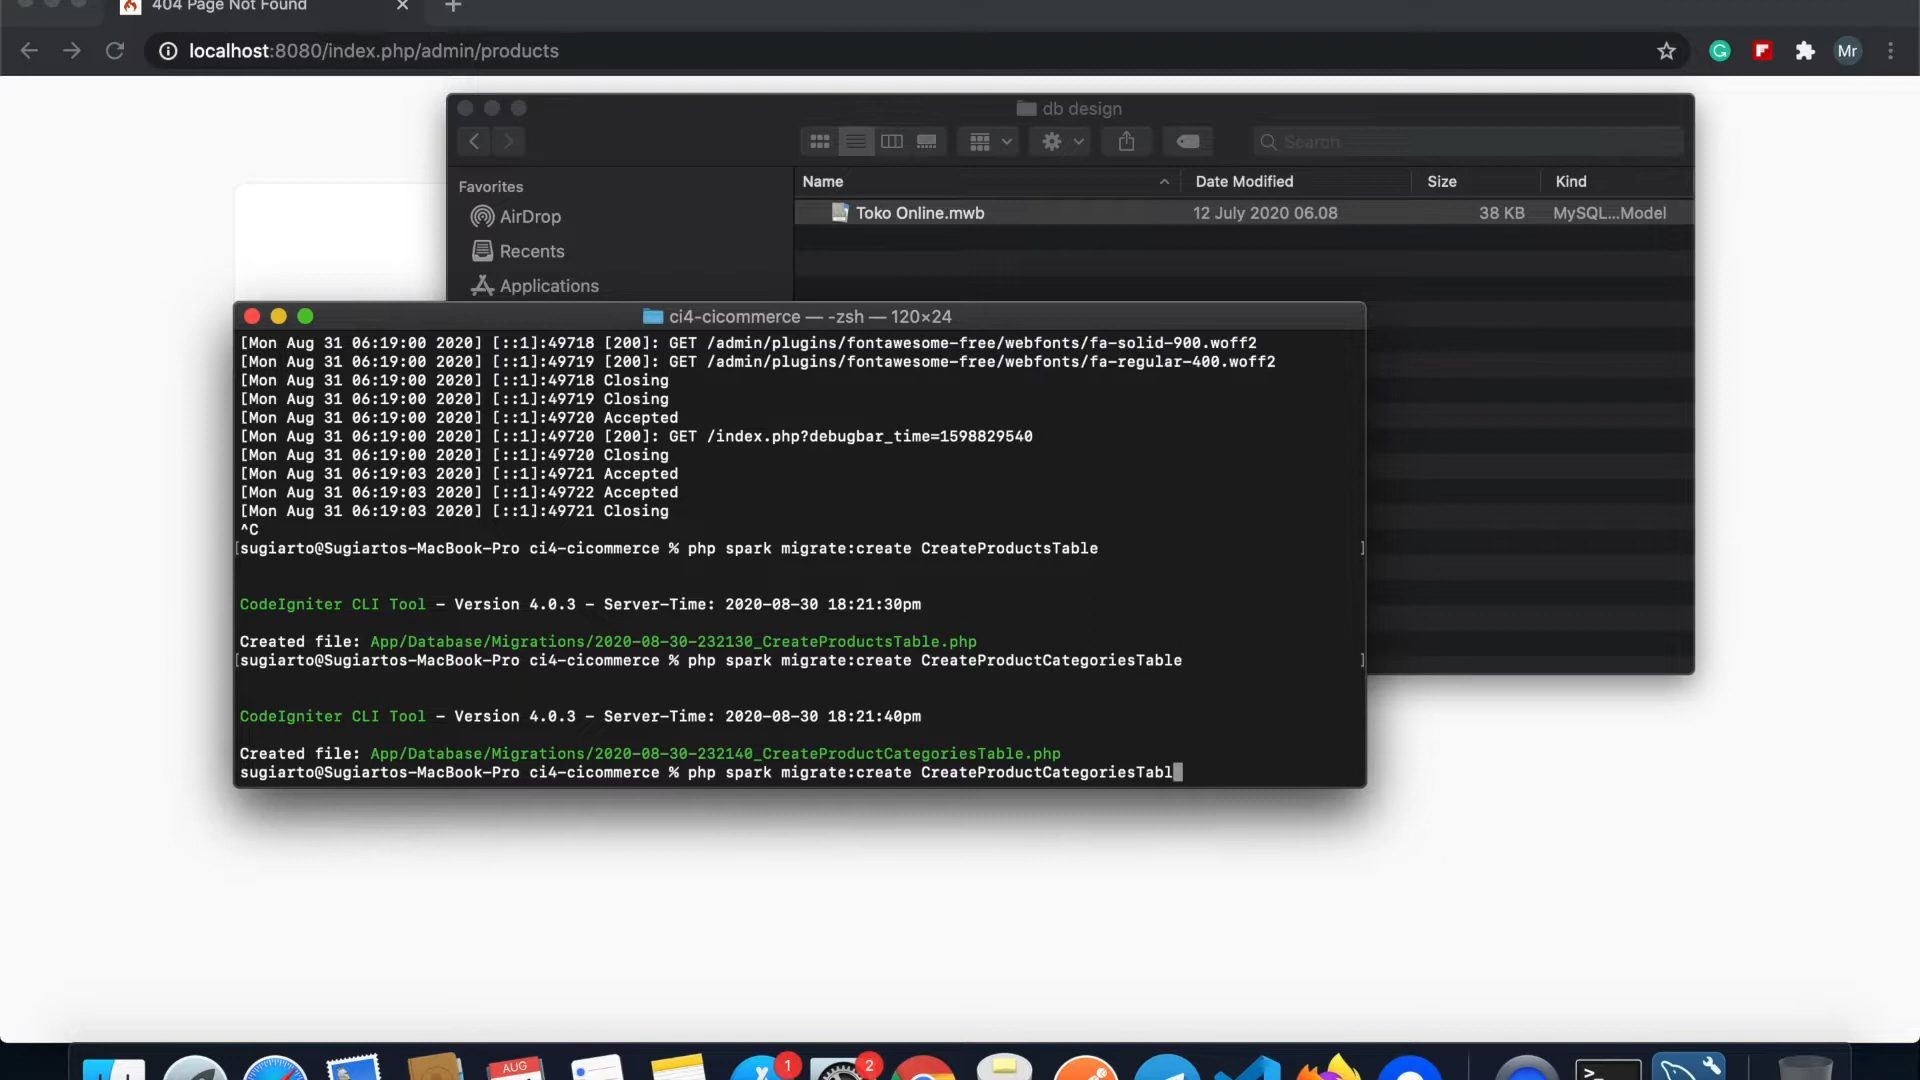 404 Page Not Found
localhost:8080/index.php/admin/products
Mr
db design
Search
Favorites
Name
Date Modified
Size
Kind
AirDrop
Toko Online.mwb
12 July 2020 06.08
38 KB
MySQL...Model
Recents
Applications
ci4-cicommerce — -zsh — 120×24
[Mon Aug 31 06:19:00 2020] [::1]:49718 [200]: GET /admin/plugins/fontawesome-free/webfonts/fa-solid-900.woff2
[Mon Aug 31 06:19:00 2020] [::1]:49719 [200]: GET /admin/plugins/fontawesome-free/webfonts/fa-regular-400.woff2
[Mon Aug 31 06:19:00 2020] [::1]:49718 Closing
[Mon Aug 31 06:19:00 2020] [::1]:49719 Closing
[Mon Aug 31 06:19:00 2020] [::1]:49720 Accepted
[Mon Aug 31 06:19:00 2020] [::1]:49720 [200]: GET /index.php?debugbar_time=1598829540
[Mon Aug 31 06:19:00 2020] [::1]:49720 Closing
[Mon Aug 31 06:19:03 2020] [::1]:49721 Accepted
[Mon Aug 31 06:19:03 2020] [::1]:49722 Accepted
[Mon Aug 31 06:19:03 2020] [::1]:49721 Closing
^C
[sugiarto@Sugiartos-MacBook-Pro ci4-cicommerce % php spark migrate:create CreateProductsTable ]
CodeIgniter CLI Tool - Version 4.0.3 - Server-Time: 2020-08-30 18:21:30pm
Created file: App/Database/Migrations/2020-08-30-232130_CreateProductsTable.php
[sugiarto@Sugiartos-MacBook-Pro ci4-cicommerce % php spark migrate:create CreateProductCategoriesTable ]
CodeIgniter CLI Tool - Version 4.0.3 - Server-Time: 2020-08-30 18:21:40pm
Created file: App/Database/Migrations/2020-08-30-232140_CreateProductCategoriesTable.php
sugiarto@Sugiartos-MacBook-Pro ci4-cicommerce % php spark migrate:create CreateProductCategoriesTabl
AUG
1
2